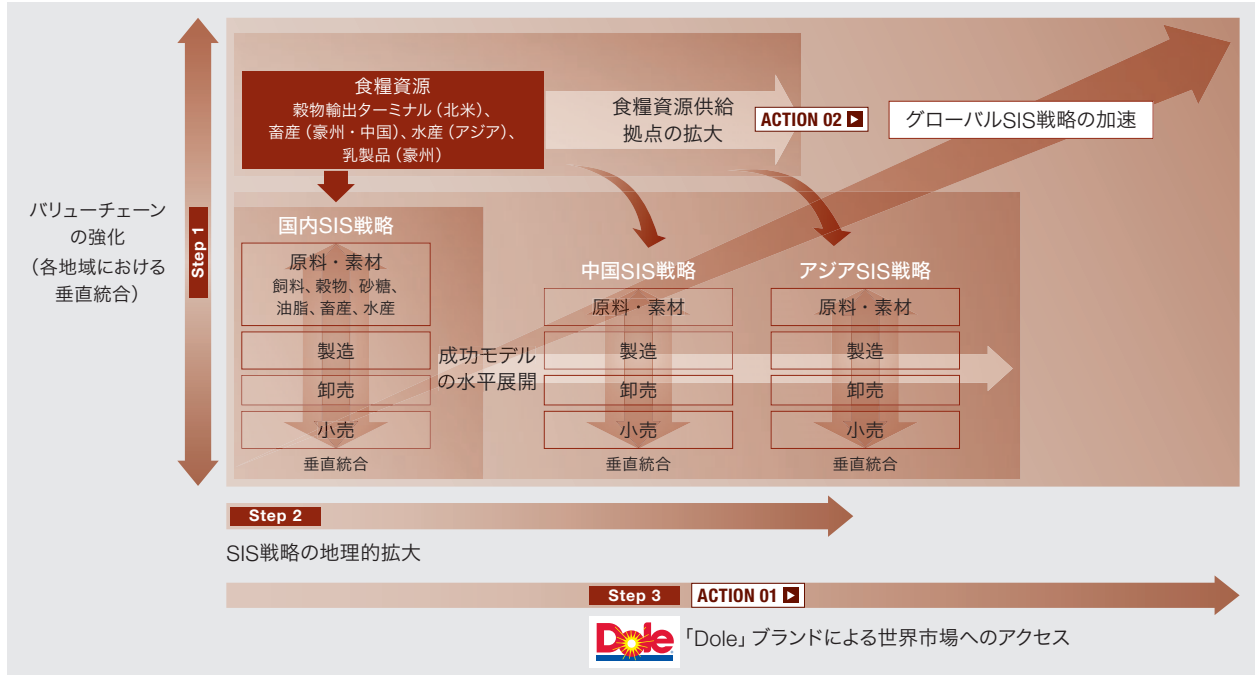 食糧資源
穀物輸出ターミナル（北米）、
畜産（豪州・中国）、水産（アジア）、
乳製品（豪州）
食糧資源供給
拠点の拡大
ACTION 02
グローバルSIS戦略の加速
バリューチェーン
の強化
（各地域における
垂直統合）
Step 1
国内SIS戦略
原料・素材
飼料、穀物、砂糖、
油脂、畜産、水産
製造
卸売
小売
垂直統合
成功モデル
の水平展開
中国SIS戦略
原料・素材
製造
卸売
小売
垂直統合
アジアSIS戦略
原料・素材
製造
卸売
小売
垂直統合
Step 2
SIS戦略の地理的拡大
Step 3
ACTION 01
Dole
「Dole」ブランドによる世界市場へのアクセス